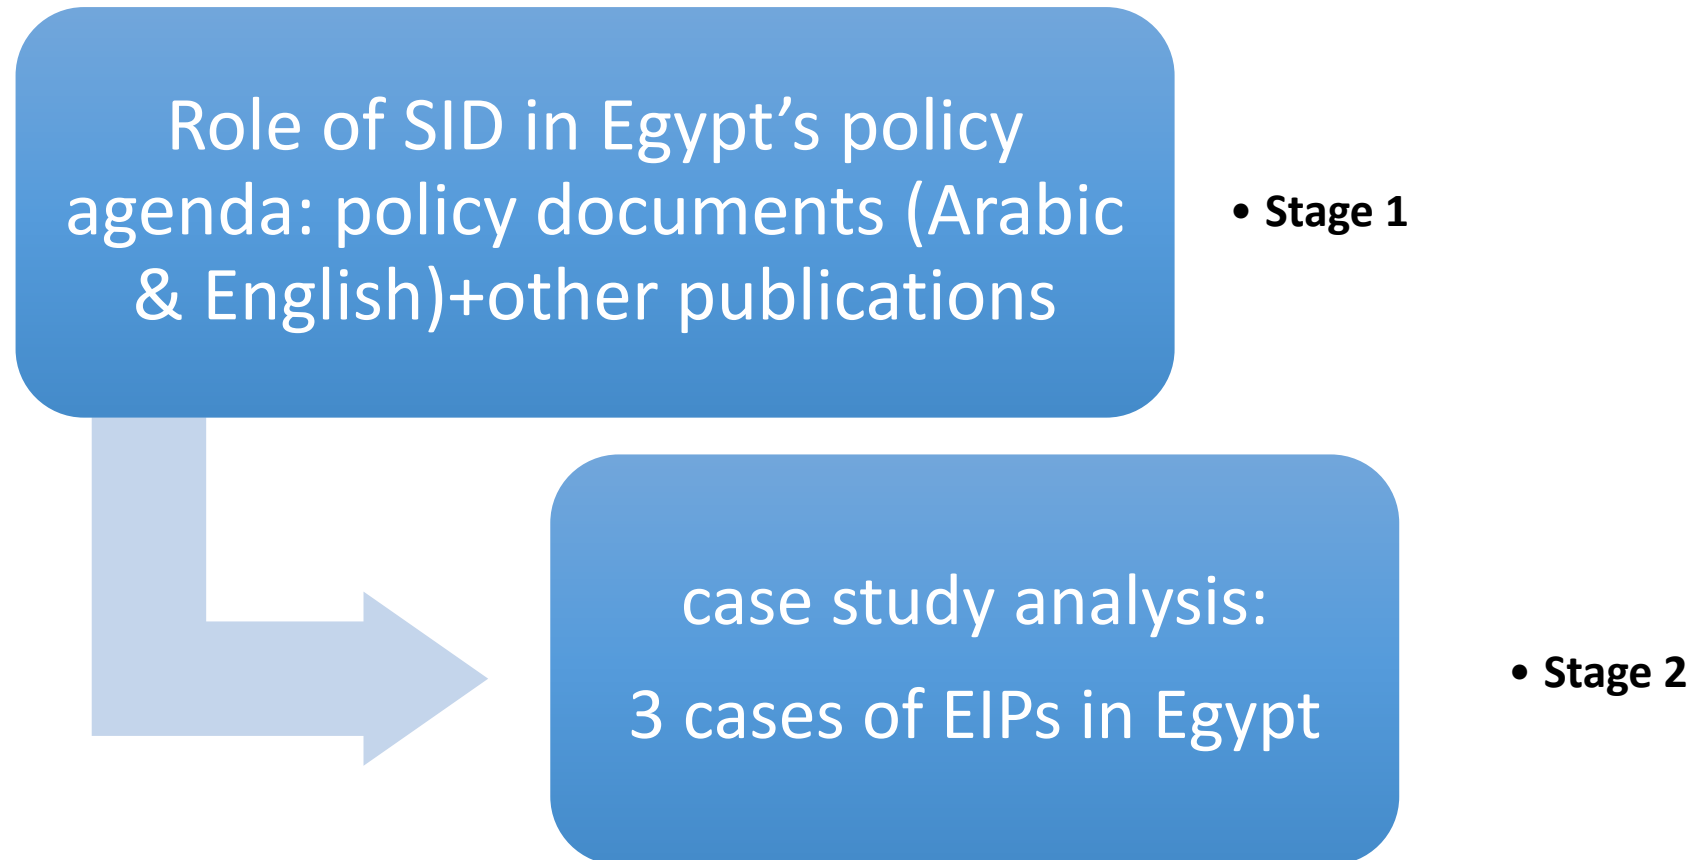 Role of SID in Egypt’s policy
agenda: policy documents (Arabic
& English)+other publications
• Stage 1
case study analysis:
3 cases of EIPs in Egypt
• Stage 2